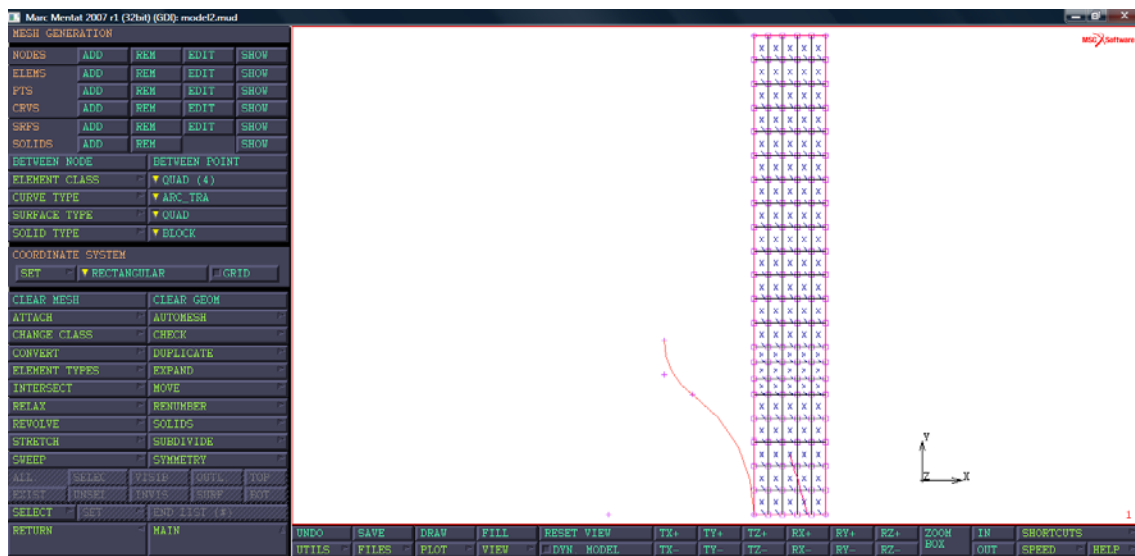 Marc Mentat 2007 r1 (32bit) (GDI): model2.mud
MESH GENERATION
NODES ADD REM EDIT SHOW
ELEMS ADD REM EDIT SHOW
PTS ADD REM EDIT SHOW
CRVS ADD REM EDIT SHOW
SRFS ADD REM EDIT SHOW
SOLIDS ADD REM SHOW
BETWEEN NODE BETWEEN POINT
ELEMENT CLASS QUAD (4)
CURVE TYPE ARC_TRA
SURFACE TYPE QUAD
SOLID TYPE BLOCK
COORDINATE SYSTEM
SET RECTANGULAR GRID
CLEAR MESH CLEAR GEOM
ATTACH AUTOMESH
CHANGE CLASS CHECK
CONVERT DUPLICATE
ELEMENT TYPES EXPAND
INTERSECT MOVE
RELAX RENUMBER
REVOLVE SOLIDS
STRETCH SUBDIVIDE
SWEEP SYMMETRY
ALL SELEC VISIB OUTL TOP
EXIST UNSEL INVIS SURF BOT
SELECT SET END LIST (#)
RETURN MAIN
MSC Software
Y
Z X
1
UNDO SAVE DRAW FILL RESET VIEW TX+ TY+ TZ+ RX+ RY+ RZ+ ZOOM BOX IN SHORTCUTS
UTILS FILES PLOT VIEW DYN. MODEL TX- TY- TZ- RX- RY- RZ- OUT SPEED HELP